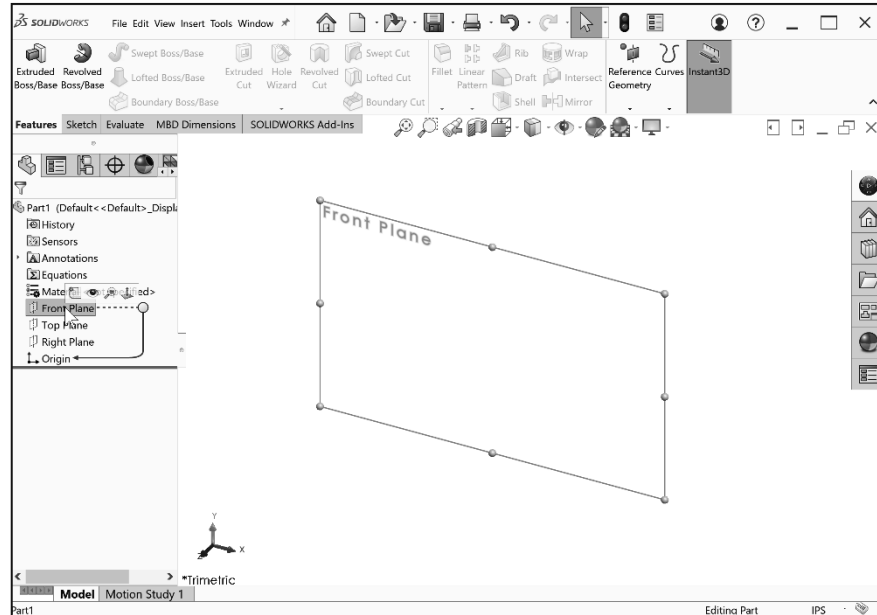 SOLIDWORKS File Edit View Insert Tools Window
Extruded Boss/Base
Revolved Boss/Base
Swept Boss/Base
Lofted Boss/Base
Boundary Boss/Base
Extruded Cut
Hole Wizard
Revolved Cut
Swept Cut
Lofted Cut
Boundary Cut
Fillet
Linear Pattern
Rib
Draft
Shell
Wrap
Intersect
Mirror
Reference Geometry
Curves
Instant3D
Features Sketch Evaluate MBD Dimensions SOLIDWORKS Add-Ins
Part1 (Default<<Default>_Displa
History
Sensors
Annotations
Equations
Mate ified>
Front Plane
Top Plane
Right Plane
Origin
Front Plane
Y
X
Z
*Trimetric
Model Motion Study 1
Part1 Editing Part IPS